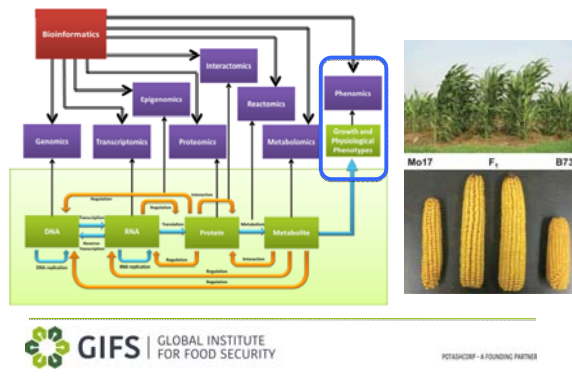 Bioinformatics
Interactomics
Epigenomics
Reactomics
Phenomics
Genomics
Transcriptomics
Proteomics
Metabolomics
Growth and
Physiological
Phenotypes
Mo17 F1 B73
Regulation
Regulation
Interaction
Transcription
Translation
Metabolism
DNA
RNA
Protein
Metabolite
Reverse
Transcription
DNA replication
RNA replication
Regulation
Interaction
Regulation
Regulation
GIFS
GLOBAL INSTITUTE
FOR FOOD SECURITY
POTASHCORP - A FOUNDING PARTNER